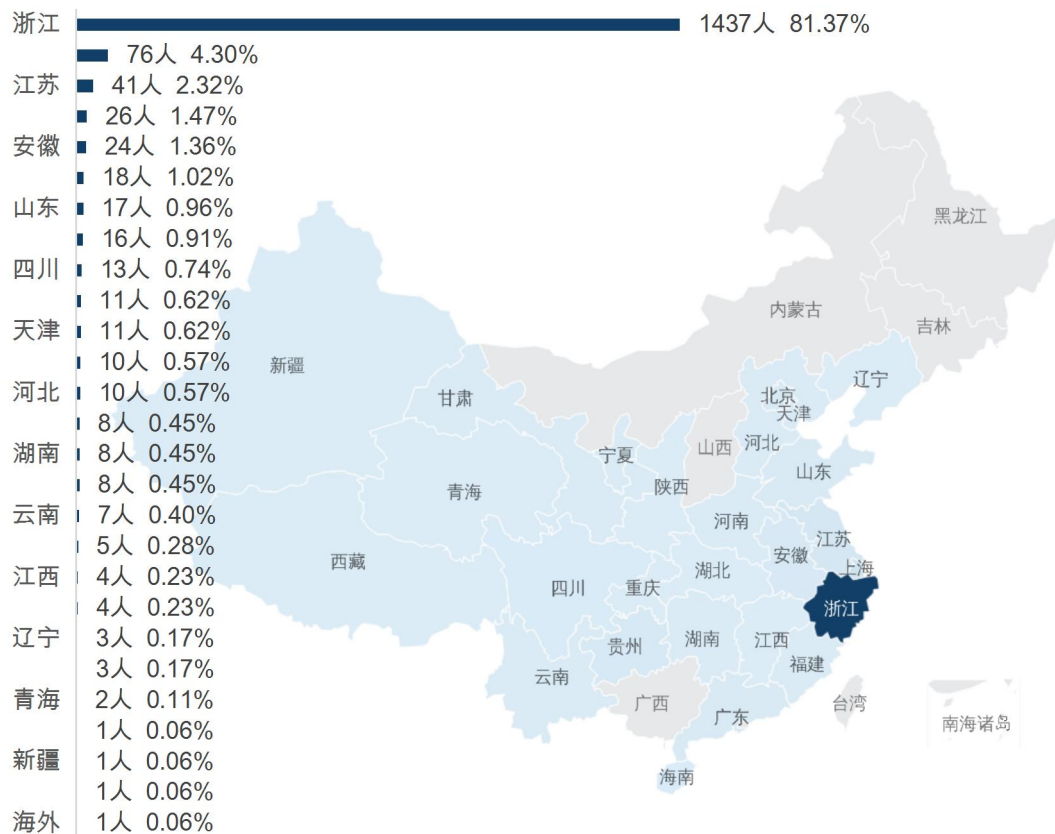 浙江 1437人 81.37%
76人 4.30%
江苏 41人 2.32%
26人 1.47%
安徽 24人 1.36%
18人 1.02%
山东 17人 0.96%
16人 0.91%
四川 13人 0.74%
11人 0.62%
天津 11人 0.62%
10人 0.57%
河北 10人 0.57%
8人 0.45%
湖南 8人 0.45%
8人 0.45%
云南 7人 0.40%
5人 0.28%
江西 4人 0.23%
4人 0.23%
辽宁 3人 0.17%
3人 0.17%
青海 2人 0.11%
1人 0.06%
新疆 1人 0.06%
1人 0.06%
海外 1人 0.06%
黑龙江
内蒙古
吉林
新疆
辽宁
甘肃
北京
天津
宁夏
山西
河北
山东
青海
陕西
河南
江苏
西藏
安徽
上海
四川
重庆
湖北
浙江
贵州
湖南
江西
福建
云南
广西
广东
台湾
南海诸岛
海南